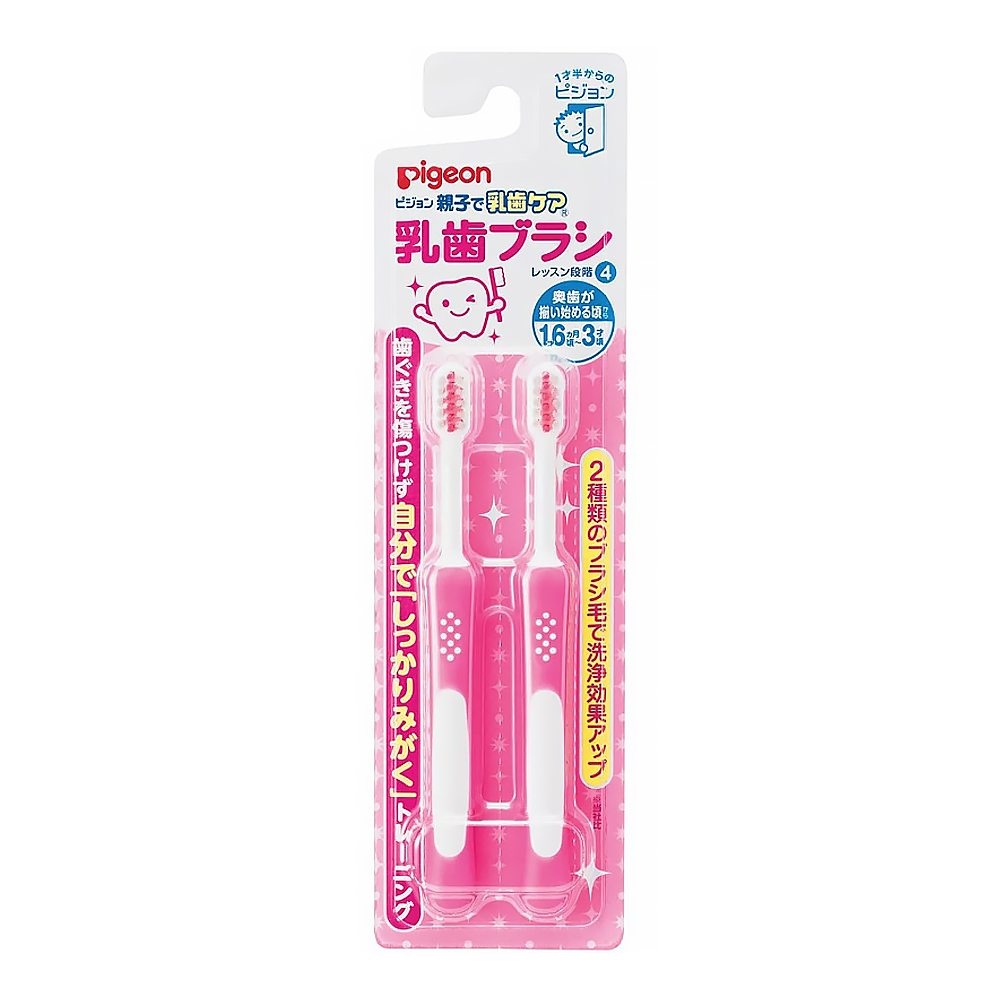 1才半からの
ピジョン
pigeon
ピジョン 親子で乳歯ケア®
乳歯ブラシ
レッスン段階 4
奥歯が
揃い始める頃から
1才6ヵ月頃~3才頃
歯ぐきを傷つけず自分で「しっかりみがく」トレーニング
2種類のブラシ毛で洗浄効果アップ
※当社比